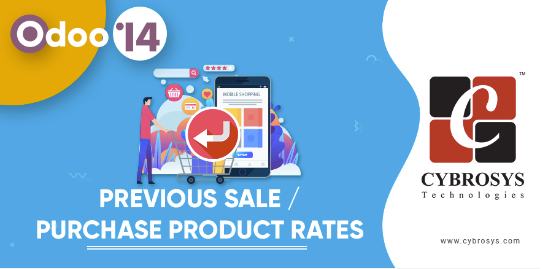 Odoo 14
MOBILE SHOPPING
PREVIOUS SALE /
PURCHASE PRODUCT RATES
C
TM
CYBROSYS
Technologies
www.cybrosys.com